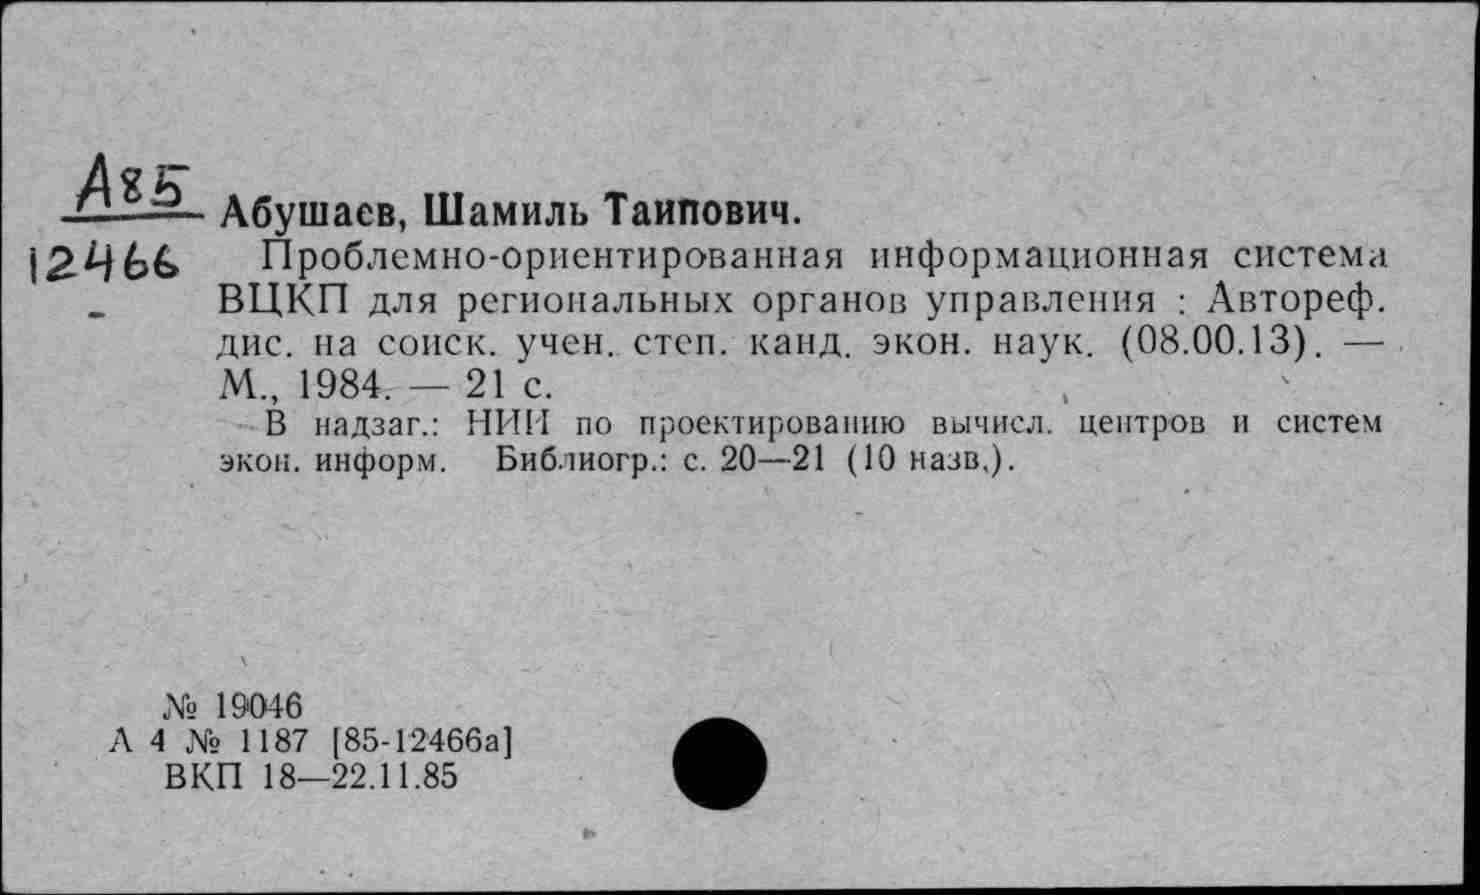 А85
12466
Абушаев, Шамиль Таипович.
Проблемно-ориентированная информационная система
ВЦКП для региональных органов управления : Автореф.
дис. на соиск. учен. степ. канд. экон. наук. (08.00.13). —
М., 1984. — 21 с.
В надзаг.: НИИ по проектированию вычисл. центров и систем
экон. информ. Библиогр.: с. 20—21 (10 назв.).
№ 19046
А 4 № 1187 [85-12466а]
ВКП 18—22.11.85